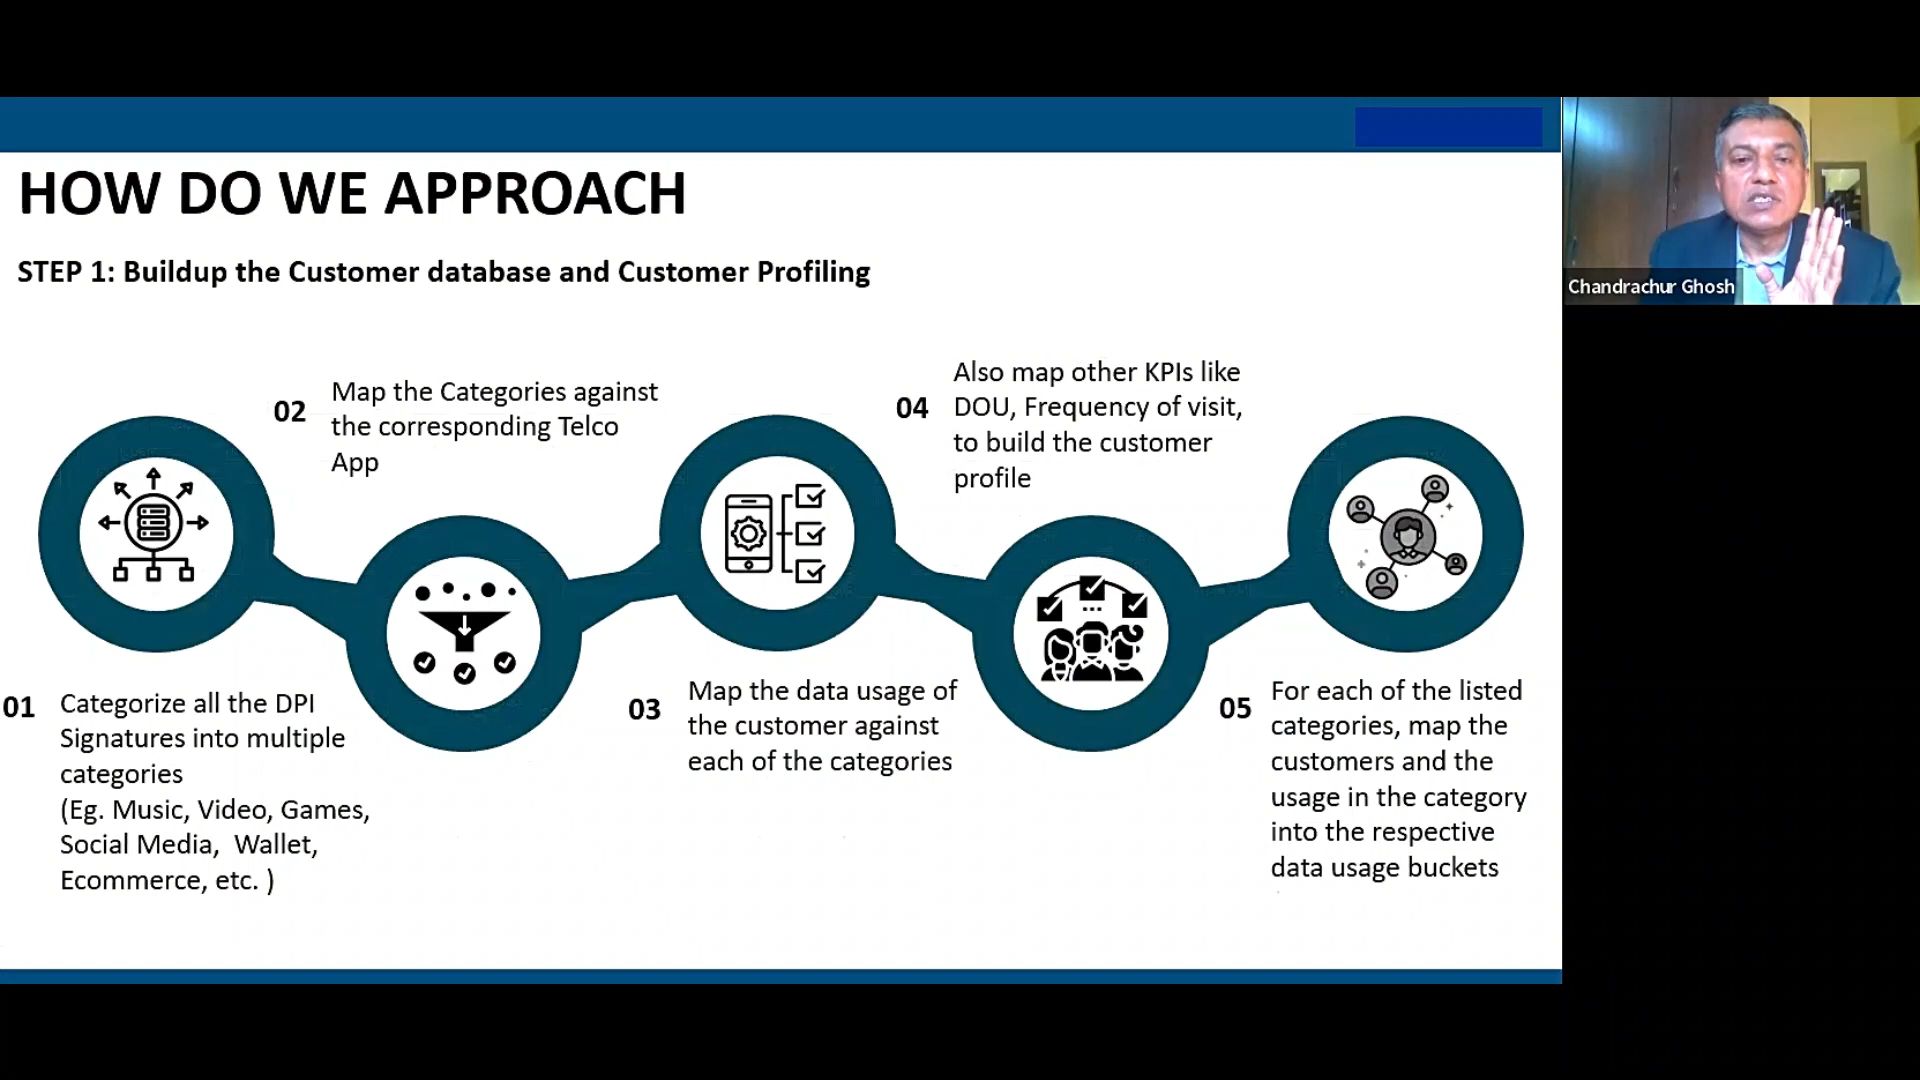 HOW DO WE APPROACH
STEP 1: Buildup the Customer database and Customer Profiling
01
Categorize all the DPI
Signatures into multiple
categories
(Eg. Music, Video, Games,
Social Media, Wallet,
Ecommerce, etc. )
02
Map the Categories against
the corresponding Telco
App
03
Map the data usage of
the customer against
each of the categories
04
Also map other KPIs like
DOU, Frequency of visit,
to build the customer
profile
05
For each of the listed
categories, map the
customers and the
usage in the category
into the respective
data usage buckets
Chandrachur Ghosh